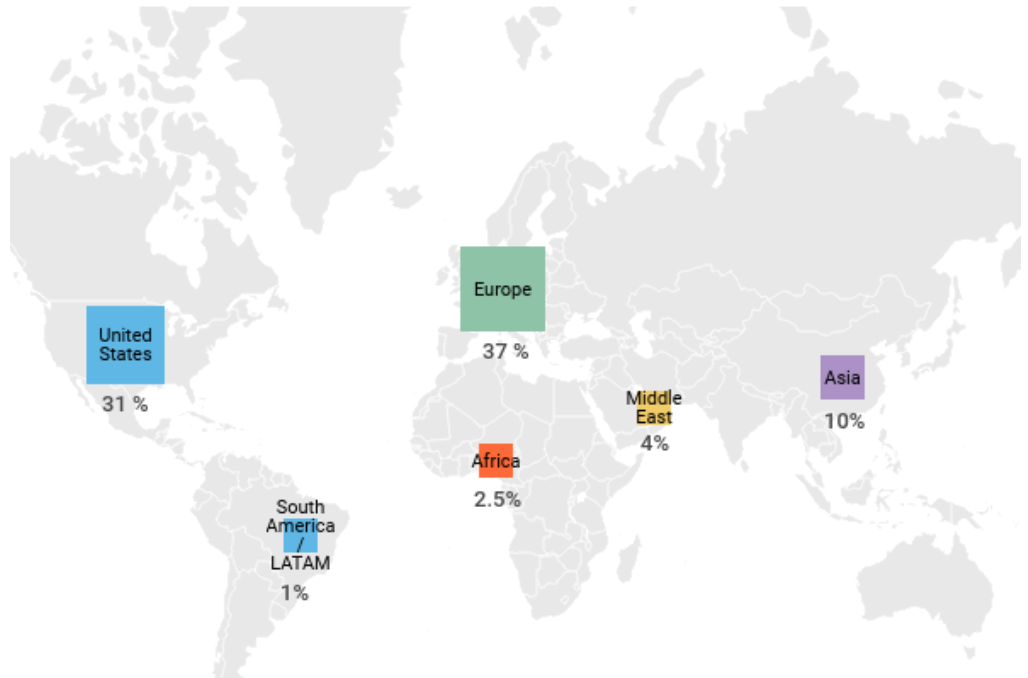 Europe
37 %
United
States
31 %
Asia
10%
Middle
East
4%
Africa
2.5%
South
America
/
LATAM
1%